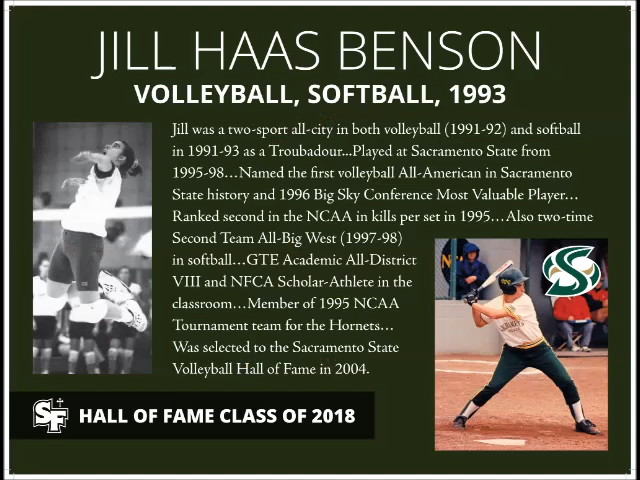 JILL HAAS BENSON
VOLLEYBALL, SOFTBALL, 1993
Jill was a two-sport all-city in both volleyball (1991-92) and softball
in 1991-93 as a Troubadour...Played at Sacramento State from
1995-98...Named the first volleyball All-American in Sacramento
State history and 1996 Big Sky Conference Most Valuable Player...
Ranked second in the NCAA in kills per set in 1995...Also two-time
Second Team All-Big West (1997-98)
in softball...GTE Academic All-District
VIII and NFCA Scholar-Athlete in the
classroom...Member of 1995 NCAA
Tournament team for the Hornets...
Was selected to the Sacramento State
Volleyball Hall of Fame in 2004.
S
SF HALL OF FAME CLASS OF 2018